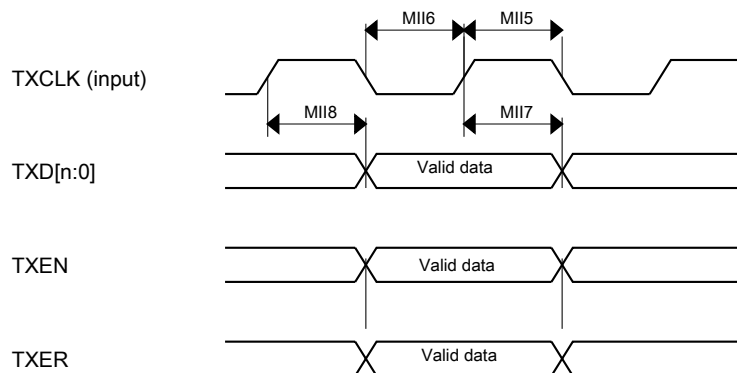 MII6 MII5
TXCLK (input)
MII8 MII7
TXD[n:0] Valid data
TXEN Valid data
TXER Valid data